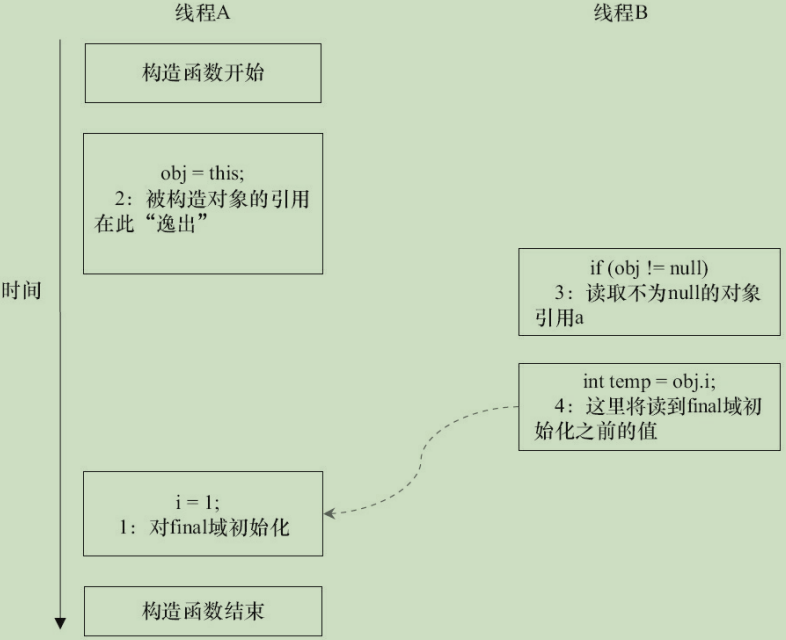 线程A
线程B
构造函数开始
obj = this;
2：被构造对象的引用
在此“逸出”
if (obj != null)
3：读取不为null的对象
引用a
时间
int temp = obj.i;
4：这里将读到final域初
始化之前的值
i = 1;
1：对final域初始化
构造函数结束